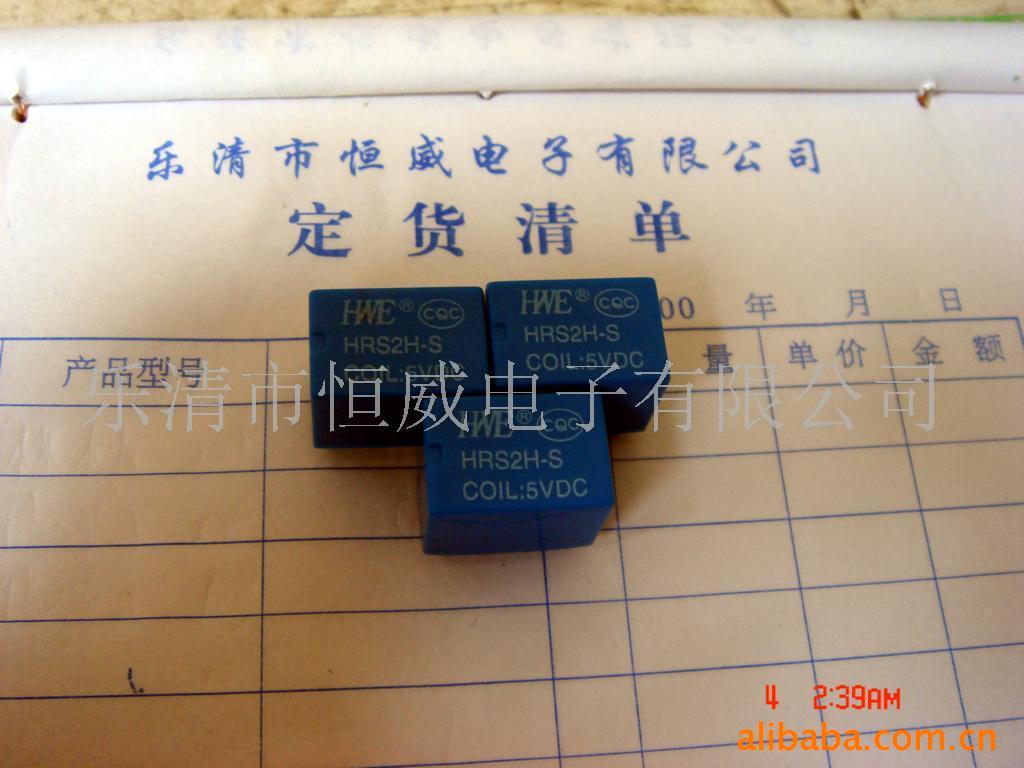 乐清市恒威电子有限公司
定货清单
00 年 月 日
产品型号 量 单价 金额
HWE® CQC
HRS2H-S
COIL:5VDC
HWE® CQC
HRS2H-S
COIL:5VDC
乐清市恒威电子有限公司
HWE® CQC
HRS2H-S
COIL:5VDC
4 2:39AM
alibaba.com.cn